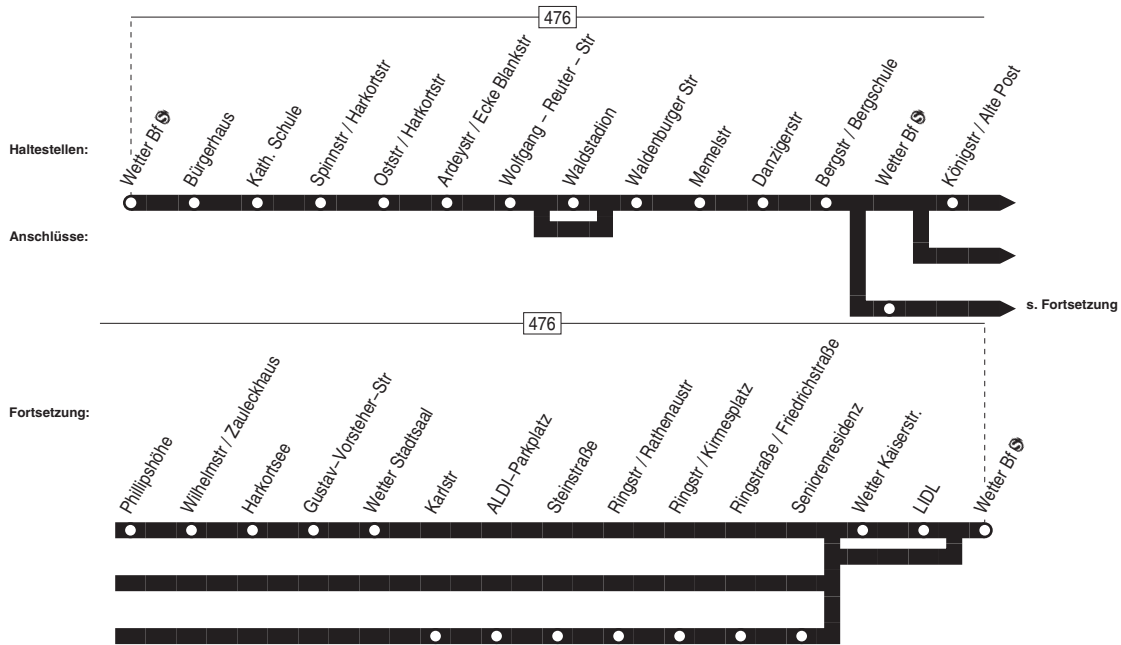 476
Haltestellen:
Wetter Bf S
Bürgerhaus
Kath. Schule
Spinnstr / Harkortstr
Oststr / Harkortstr
Ardeystr / Ecke Blankstr
Wolfgang - Reuter - Str
Waldstadion
Waldenburger Str
Memelstr
Danzigerstr
Bergstr / Bergschule
Wetter Bf S
Königstr / Alte Post
Anschlüsse:
s. Fortsetzung
476
Fortsetzung:
Phillipshöhe
Wilhelmstr / Zauleckhaus
Harkortsee
Gustav-Vorsteher-Str
Wetter Stadtsaal
Karlstr
ALDI-Parkplatz
Steinstraße
Ringstr / Rathenaustr
Ringstr / Kirmesplatz
Ringstraße / Friedrichstraße
Seniorenresidenz
Wetter Kaiserstr.
LIDL
Wetter Bf S